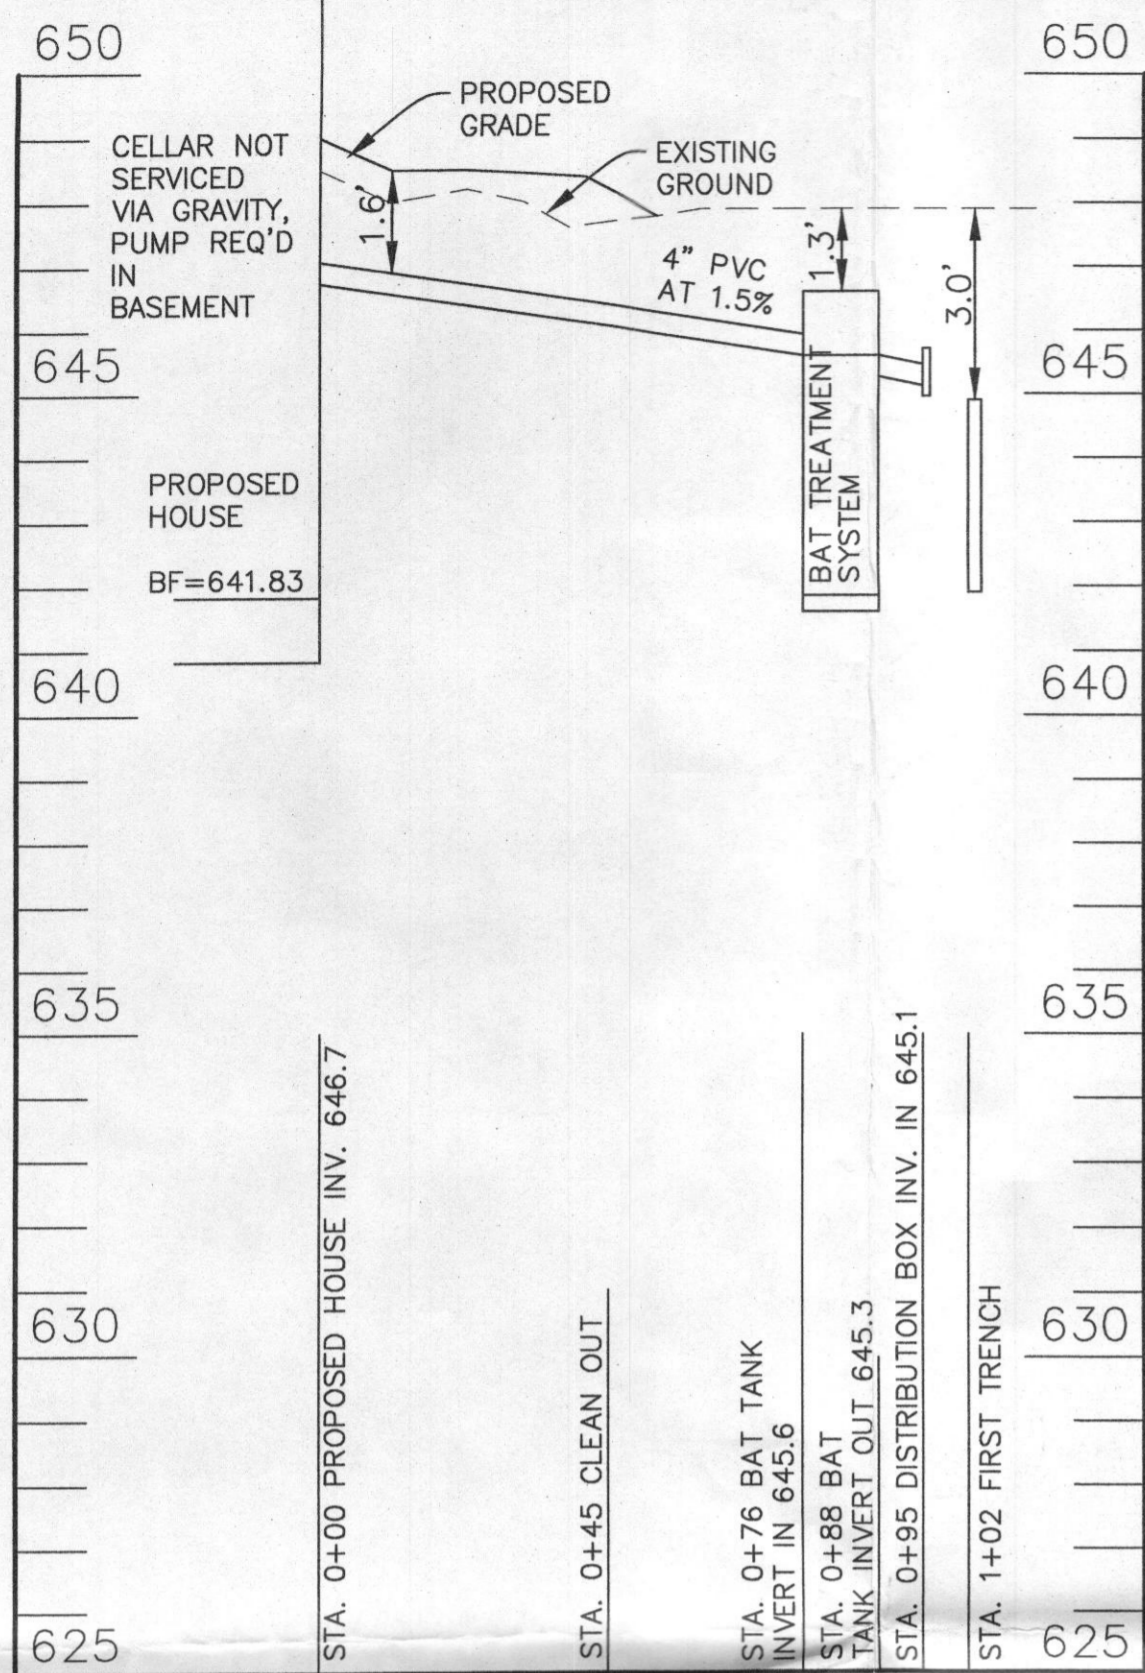 650
650
PROPOSED
GRADE
CELLAR NOT
SERVICED
VIA GRAVITY,
PUMP REQ'D
IN
BASEMENT
EXISTING
GROUND
1.6'
4" PVC
AT 1.5%
1.3'
3.0'
645
645
PROPOSED
HOUSE
BF=641.83
BAT TREATMENT
SYSTEM
640
640
635
635
STA. 0+00 PROPOSED HOUSE INV. 646.7
STA. 0+45 CLEAN OUT
STA. 0+76 BAT TANK
INVERT IN 645.6
STA. 0+88 BAT
TANK INVERT OUT 645.3
STA. 0+95 DISTRIBUTION BOX INV. IN 645.1
STA. 1+02 FIRST TRENCH
630
630
625
625